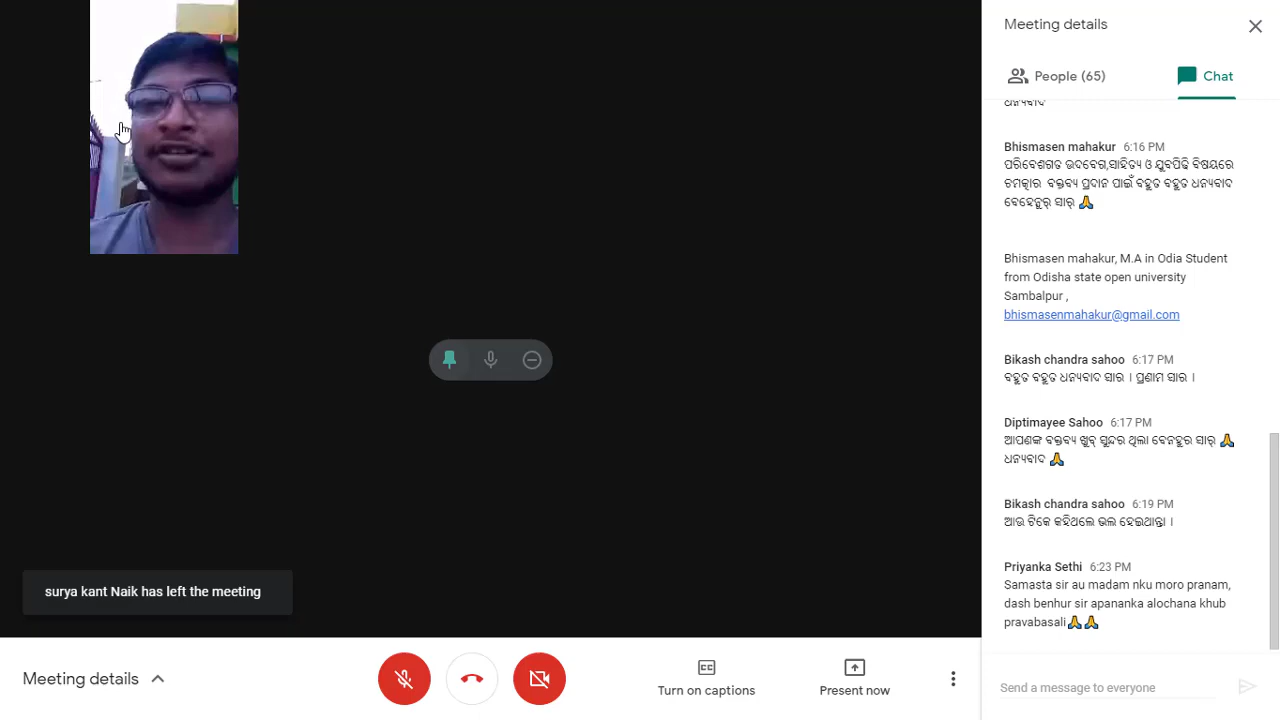 Meeting details
People (65)
Chat
ଧନ୍ୟବାଦ
Bhismasen mahakur 6:16 PM
ପରିବେଶଗତ ଉଦବେଗ,ସାହିତ୍ୟ ଓ ଯୁବପିଢି ବିଷୟରେ
ଚମତ୍କାର ବକ୍ତବ୍ୟ ପ୍ରଦାନ ପାଇଁ ବହୁତ ବହୁତ ଧନ୍ୟବାଦ
ବେହେନୁର୍ ସାର୍ 🙏
Bhismasen mahakur, M.A in Odia Student
from Odisha state open university
Sambalpur ,
bhismasenmahakur@gmail.com
Bikash chandra sahoo 6:17 PM
ବହୁତ ବହୁତ ଧନ୍ୟବାଦ ସାର । ପ୍ରଣାମ ସାର ।
Diptimayee Sahoo 6:17 PM
ଆପଣଙ୍କ ବକ୍ତବ୍ୟ ଖୁବ୍ ସୁନ୍ଦର ଥିଲା ବେନହୁର ସାର୍ 🙏
ଧନ୍ୟବାଦ 🙏
Bikash chandra sahoo 6:19 PM
ଆଉ ଟିକେ କହିଥଲେ ଭଲ ହେଇଥାନ୍ତା ।
Priyanka Sethi 6:23 PM
Samasta sir au madam nku moro pranam,
dash benhur sir apananka alochana khub
pravabasali🙏🙏
surya kant Naik has left the meeting
Meeting details
Turn on captions
Present now
Send a message to everyone